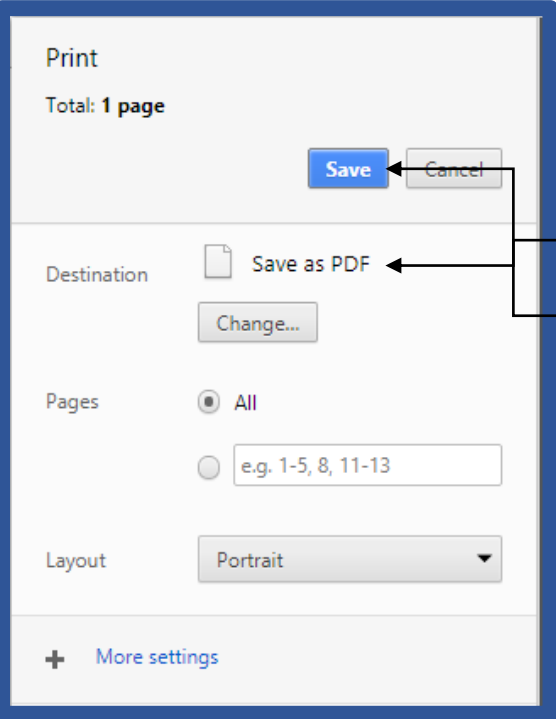 Print
Total: 1 page
Save Cancel
Destination Save as PDF
Change...
Pages All
e.g. 1-5, 8, 11-13
Layout Portrait
More settings